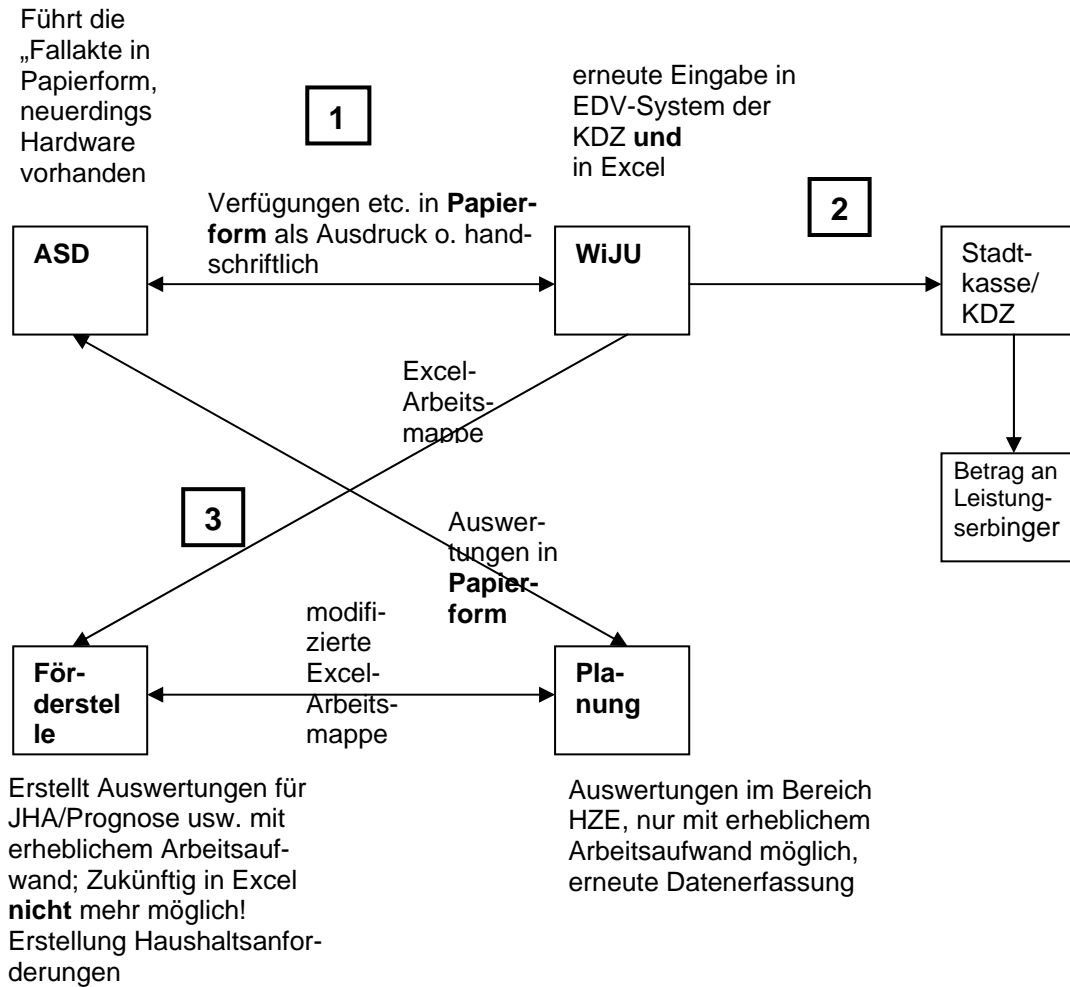 Führt die
„Fallakte in
Papierform,
neuerdings
Hardware
vorhanden
1
erneute Eingabe in
EDV-System der
KDZ und
in Excel
2
Verfügungen etc. in Papier-
form als Ausdruck o. hand-
schriftlich
ASD
WiJU
Stadt-
kasse/
KDZ
Excel-
Arbeits-
mappe
Betrag an
Leistung-
serbinger
3
Auswer-
tungen in
Papier-
form
modifi-
zierte
Excel-
Arbeits-
mappe
För-
derstel
le
Pla-
nung
Erstellt Auswertungen für
JHA/Prognose usw. mit
erheblichem Arbeitsauf-
wand; Zukünftig in Excel
nicht mehr möglich!
Erstellung Haushaltsanfor-
derungen
Auswertungen im Bereich
HZE, nur mit erheblichem
Arbeitsaufwand möglich,
erneute Datenerfassung